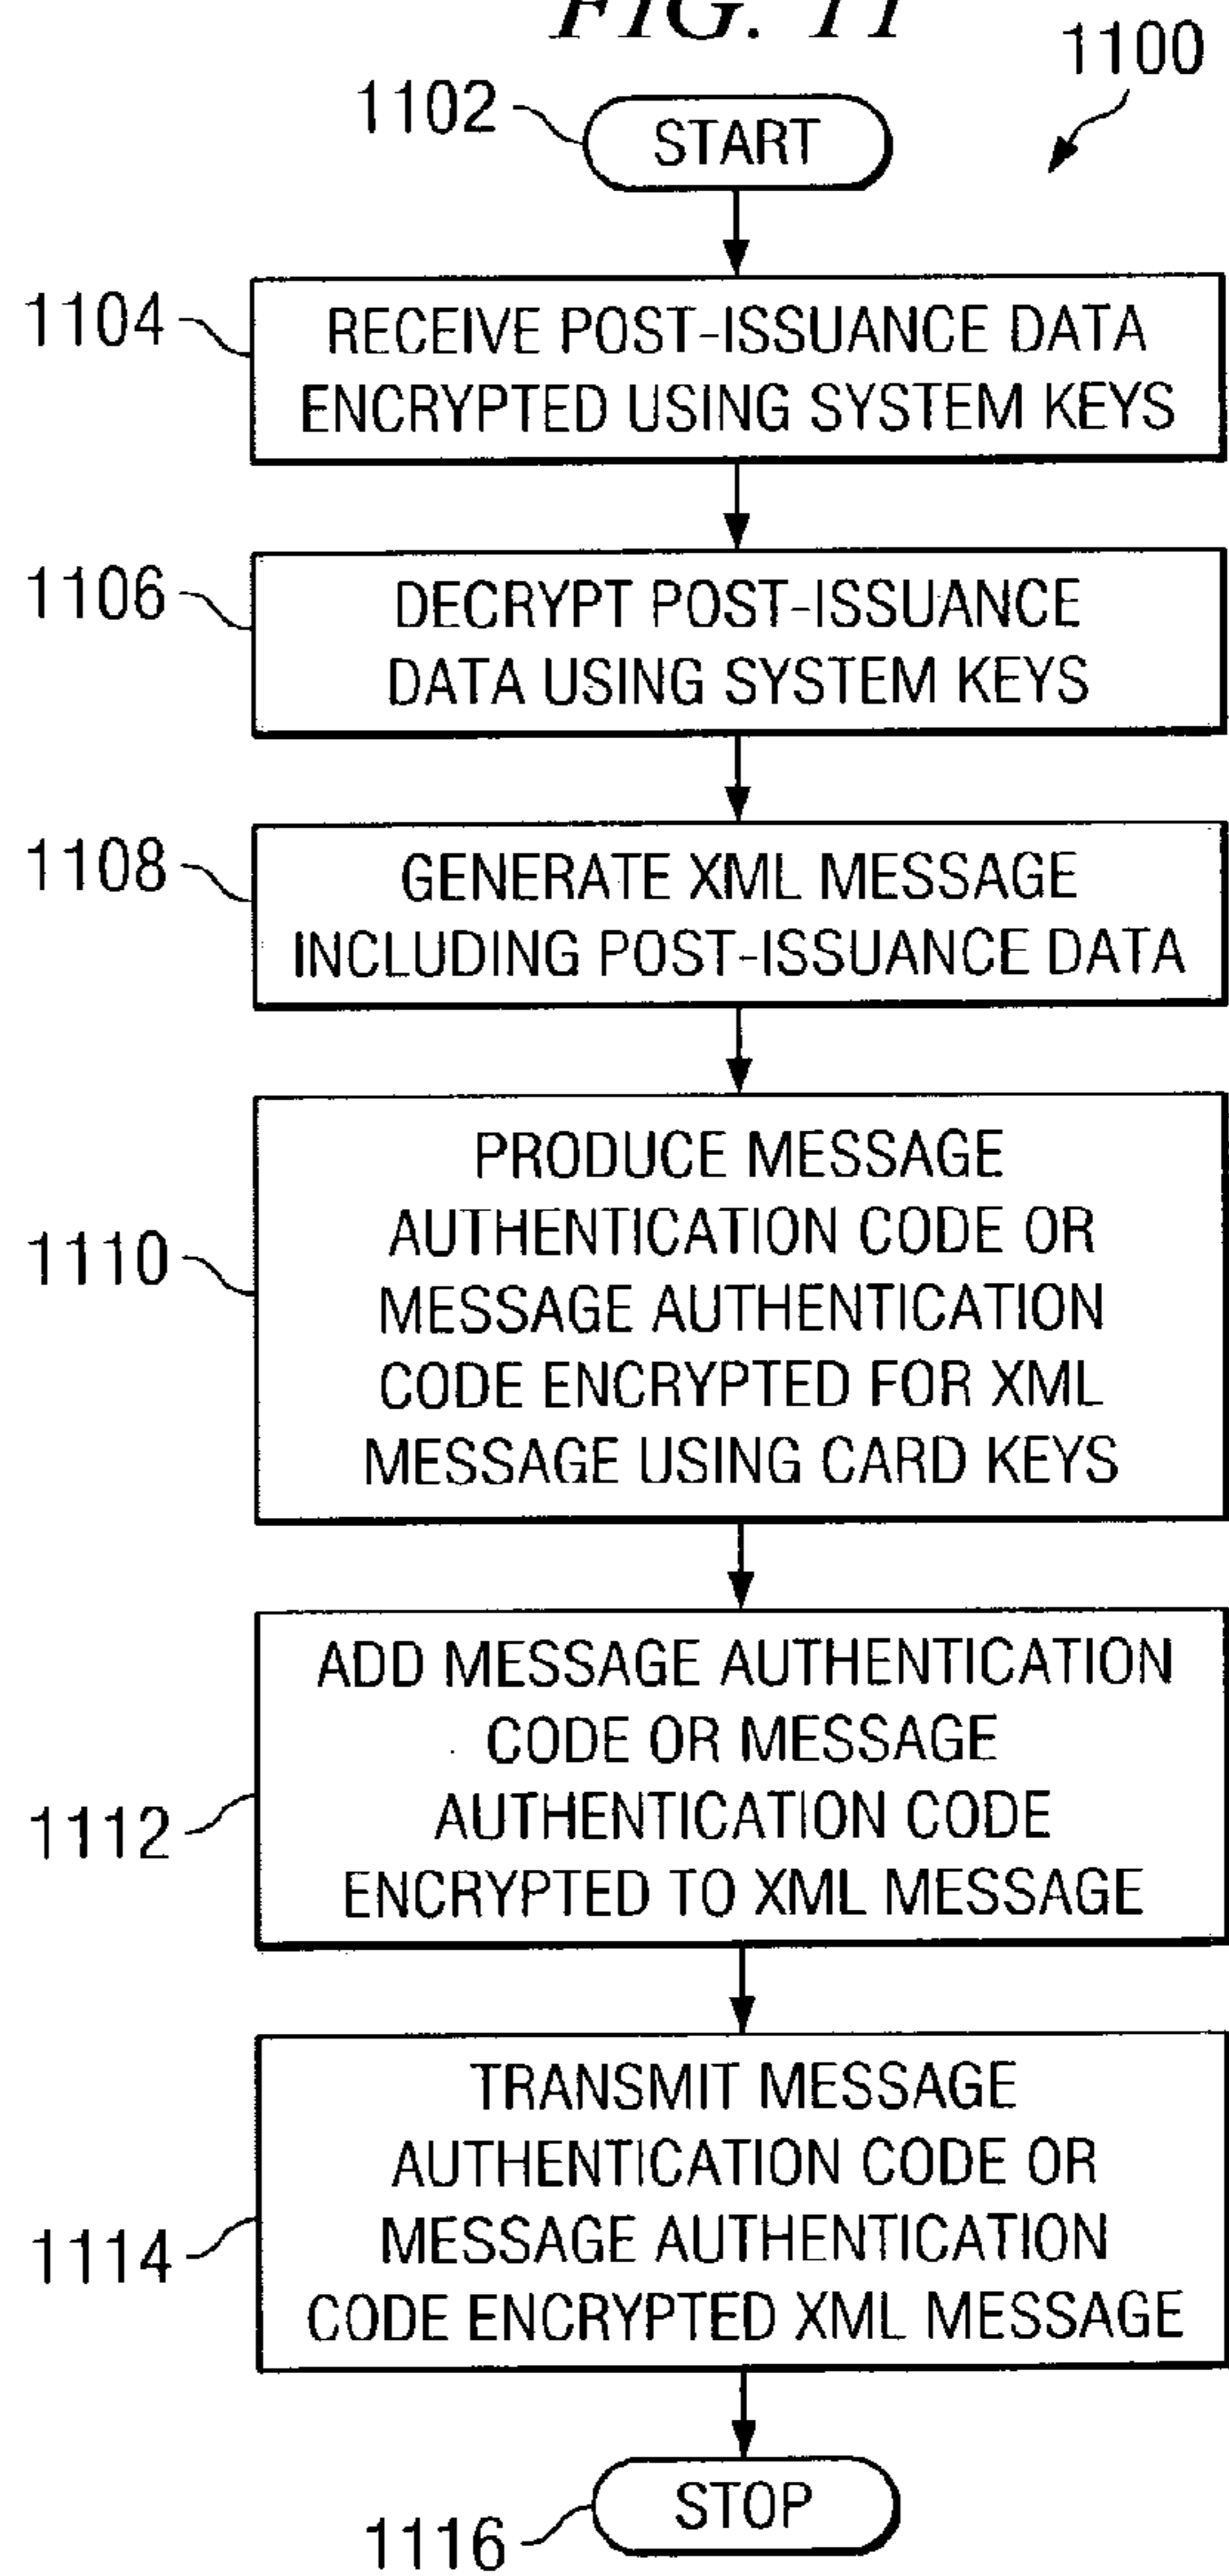 FIG. 11
1100
1102
START
1104
RECEIVE POST-ISSUANCE DATA
ENCRYPTED USING SYSTEM KEYS
1106
DECRYPT POST-ISSUANCE
DATA USING SYSTEM KEYS
1108
GENERATE XML MESSAGE
INCLUDING POST-ISSUANCE DATA
1110
PRODUCE MESSAGE
AUTHENTICATION CODE OR
MESSAGE AUTHENTICATION
CODE ENCRYPTED FOR XML
MESSAGE USING CARD KEYS
1112
ADD MESSAGE AUTHENTICATION
CODE OR MESSAGE
AUTHENTICATION CODE
ENCRYPTED TO XML MESSAGE
1114
TRANSMIT MESSAGE
AUTHENTICATION CODE OR
MESSAGE AUTHENTICATION
CODE ENCRYPTED XML MESSAGE
STOP
1116